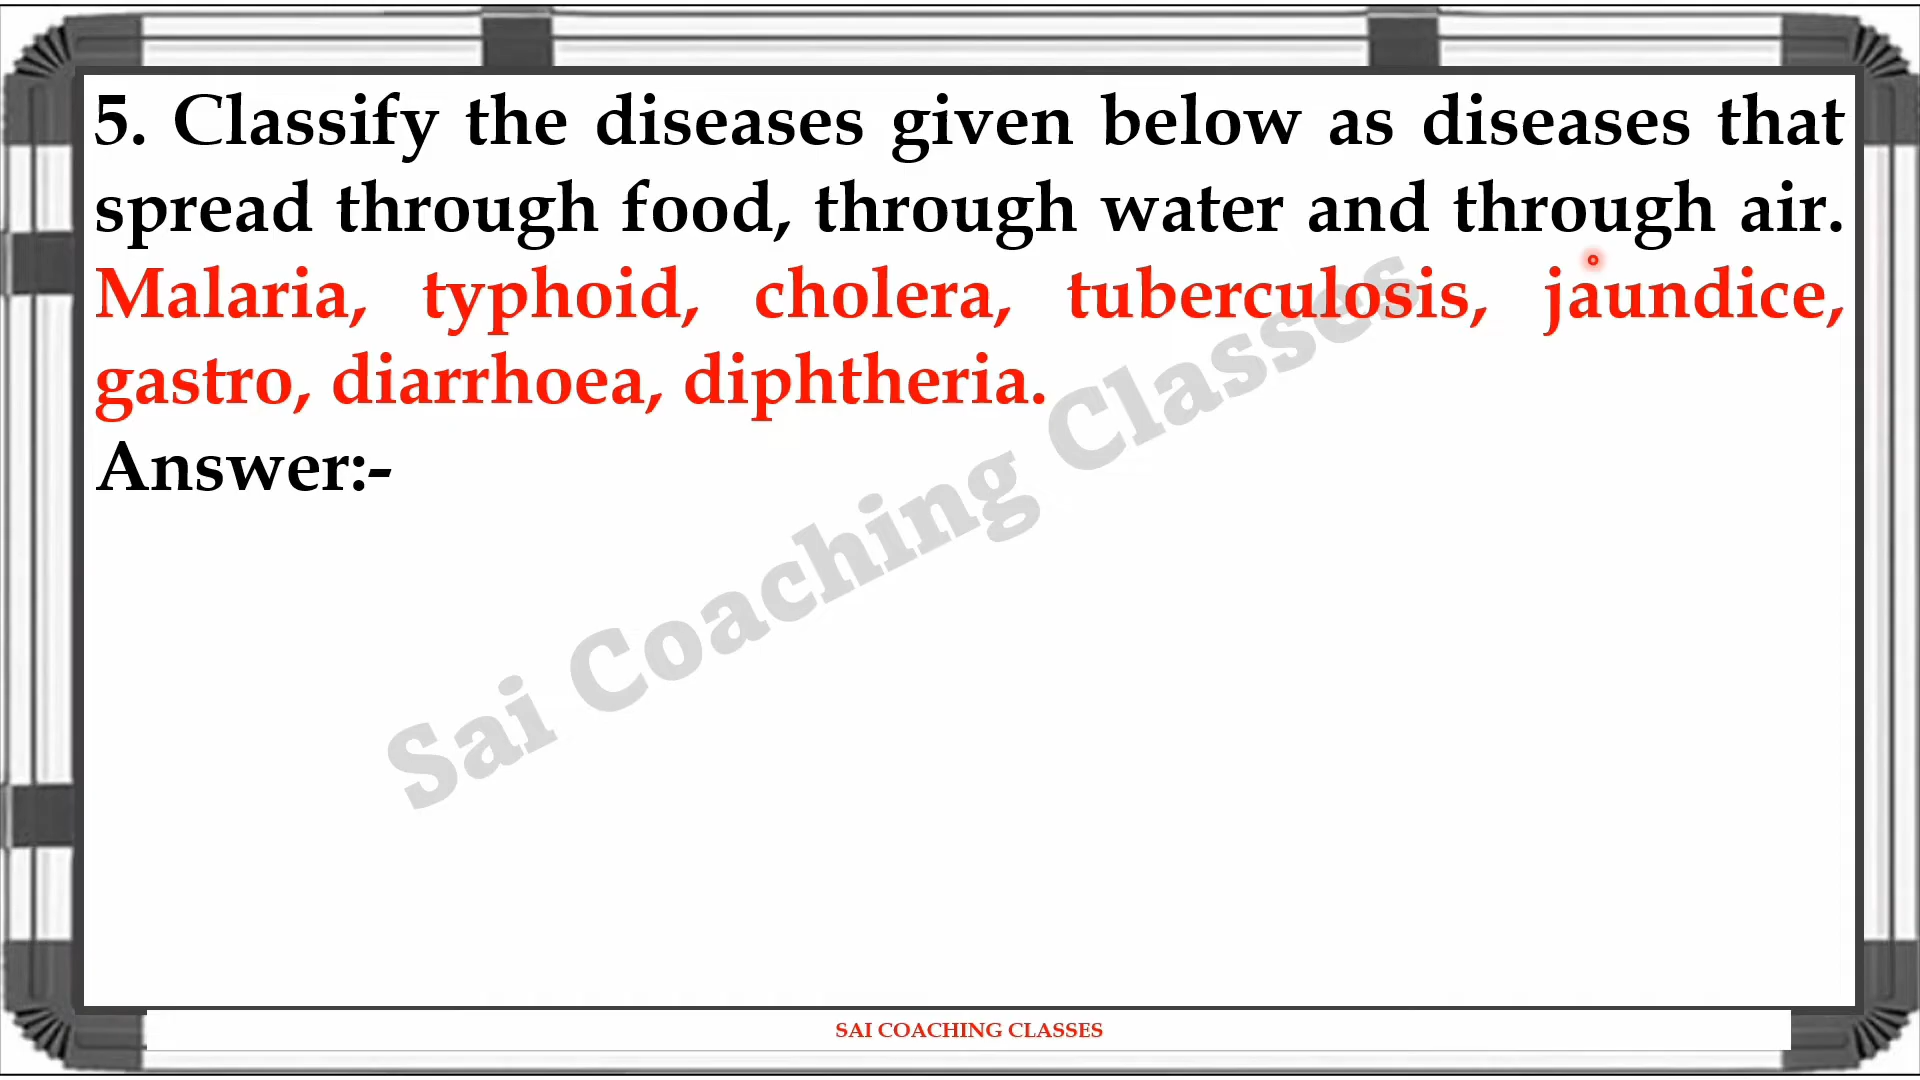 5. Classify the diseases given below as diseases that
spread through food, through water and through air.
Malaria, typhoid, cholera, tuberculosis, jaundice,
gastro, diarrhoea, diphtheria.
Answer:-
Sai Coaching Classes
SAI COACHING CLASSES